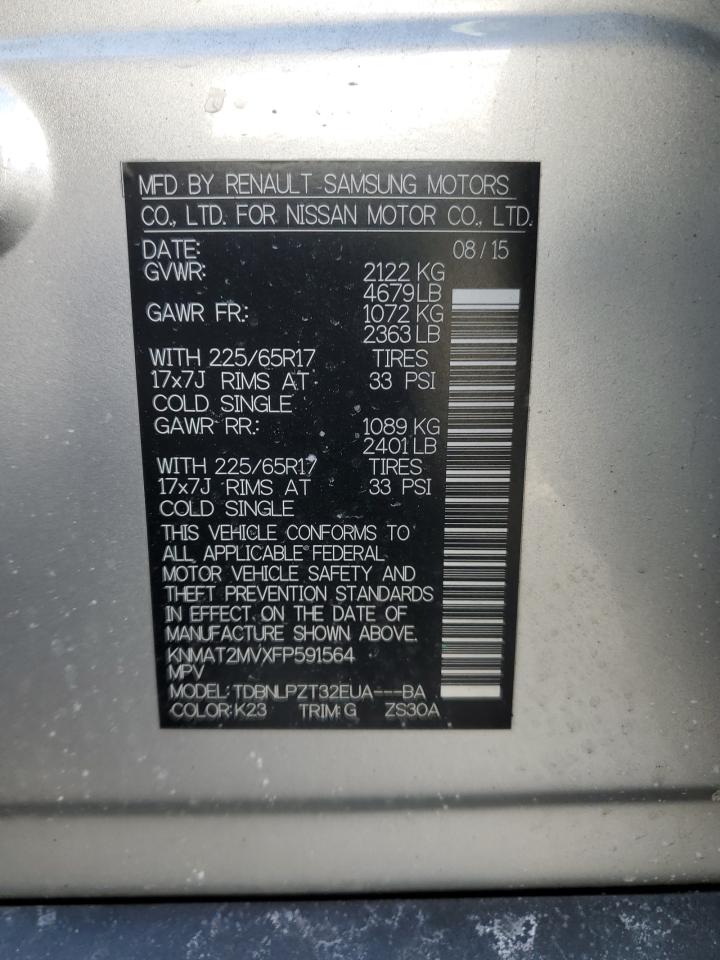 MFD BY RENAULT SAMSUNG MOTORS
CO., LTD. FOR NISSAN MOTOR CO., LTD.
DATE: 08/15
GVWR: 2122 KG
4679LB
GAWR FR.: 1072 KG
2363LB
WITH 225/65R17 TIRES
17x7J RIMS AT 33 PSI
COLD SINGLE
GAWR RR.: 1089 KG
2401LB
WITH 225/65R17 TIRES
17x7J RIMS AT 33 PSI
COLD SINGLE
THIS VEHICLE CONFORMS TO
ALL APPLICABLE FEDERAL
MOTOR VEHICLE SAFETY AND
THEFT PREVENTION STANDARDS
IN EFFECT ON THE DATE OF
MANUFACTURE SHOWN ABOVE.
KNMAT2MVXFP591564
MPV
MODEL: TDBNLPZT32EUA---BA
COLOR: K23 TRIM: G ZS30A